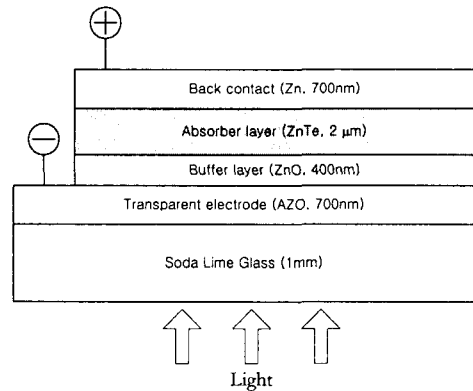 Back contact (Zn, 700nm)
Absorber layer (ZnTe, 2 μm)
Buffer layer (ZnO, 400nm)
Transparent electrode (AZO, 700nm)
Soda Lime Glass (1mm)
Light